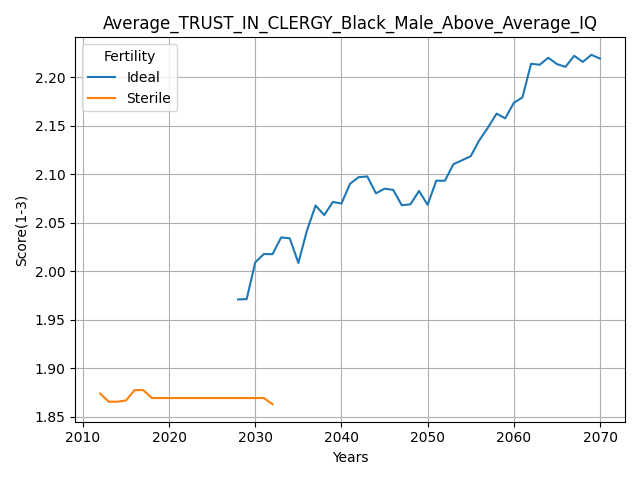 Average_TRUST_IN_CLERGY_Black_Male_Above_Average_IQ
Fertility
Ideal
Sterile
Score(1-3)
2.20
2.15
2.10
2.05
2.00
1.95
1.90
1.85
2010 2020 2030 2040 2050 2060 2070
Years